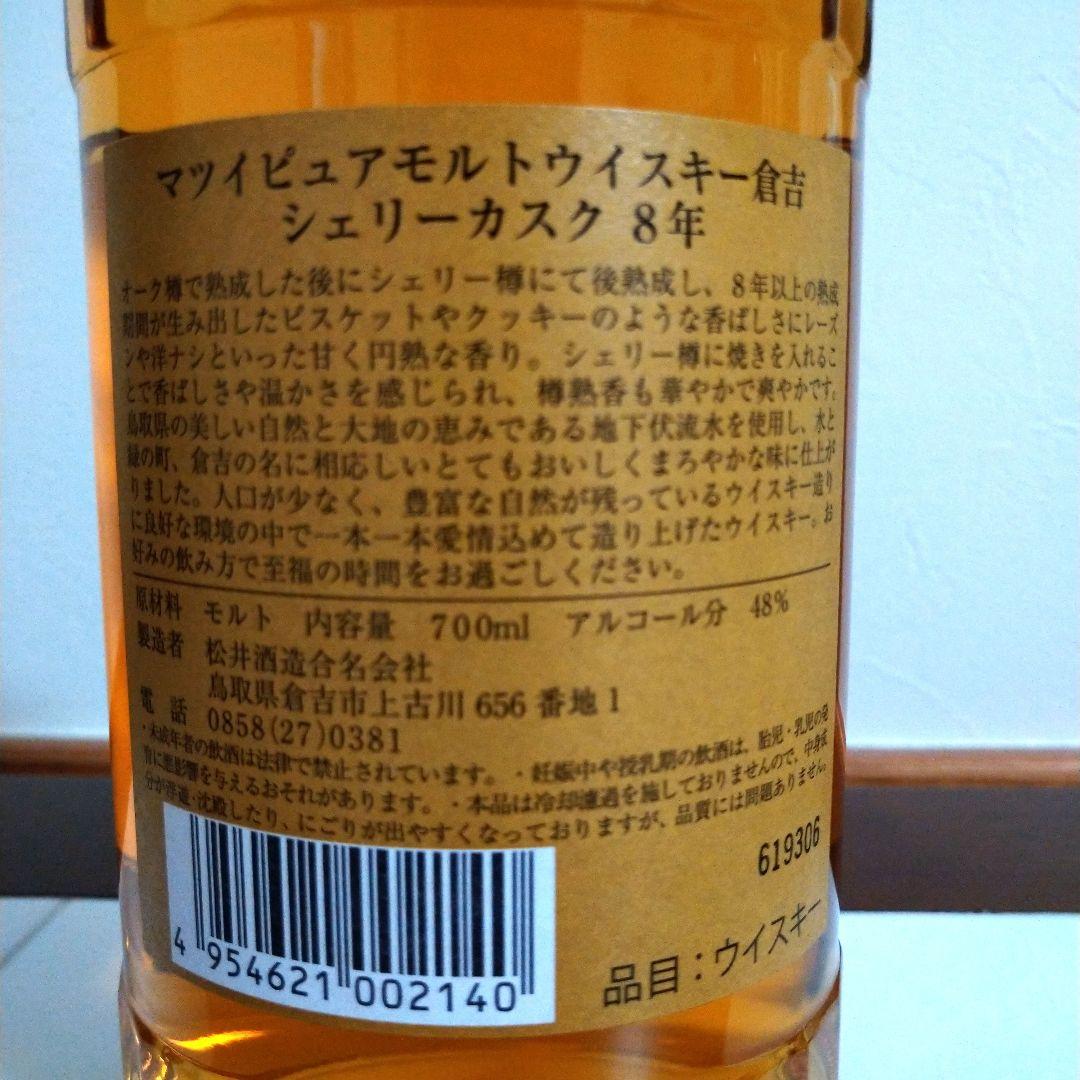 マツイピュアモルトウイスキー倉吉
シェリーカスク 8年
オーク樽で熟成した後にシェリー樽にて後熟成し、8年以上の熟成
期間が生み出したビスケットやクッキーのような香ばしさにレーズ
ンや洋ナシといった甘く円熟な香り。シェリー樽に焼きを入れるこ
とで香ばしさや温かさを感じられ、樽熟香も華やかで爽やかです。
鳥取県の美しい自然と大地の恵みである地下伏流水を使用し、水と
緑の町、倉吉の名に相応しいとてもおいしくまろやかな味に仕上が
りました。人口が少なく、豊富な自然が残っているウイスキー造り
に良好な環境の中で一本一本愛情込めて造り上げたウイスキー。お
好みの飲み方で至福の時間をお過ごしください。
原材料 モルト 内容量 700ml アルコール分 48%
製造者 松井酒造合名会社
鳥取県倉吉市上古川 656 番地 1
電話 0858(27)0381
・未成年者の飲酒は法律で禁止されています。・妊娠中や授乳期の飲酒は、胎児・乳児の発
育に悪影響を与えるおそれがあります。・本品は冷却濾過を施しておりませんので、中身成
分が浮遊・沈殿したり、にごりが出やすくなっておりますが、品質には問題ありません。
619306
4 954621 002140
品目：ウイスキー